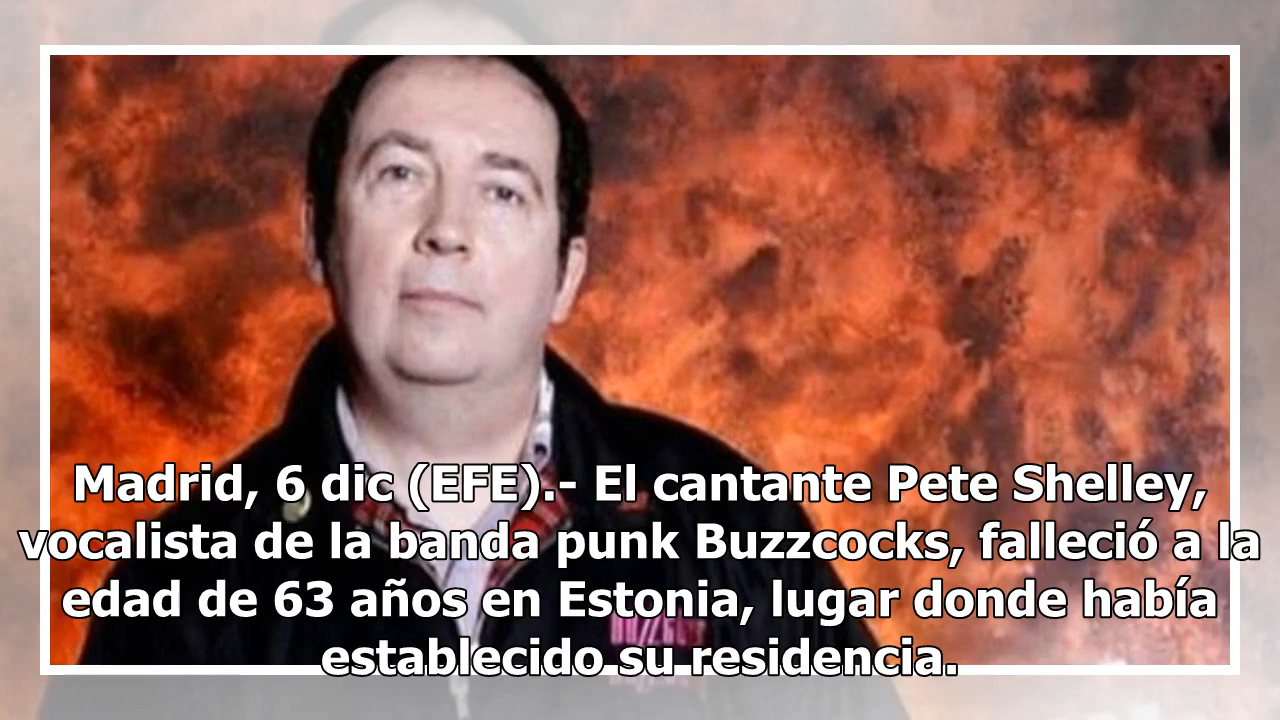 Madrid, 6 dic (EFE).- El cantante Pete Shelley,
vocalista de la banda punk Buzzcocks, falleció a la
edad de 63 años en Estonia, lugar donde había
establecido su residencia.